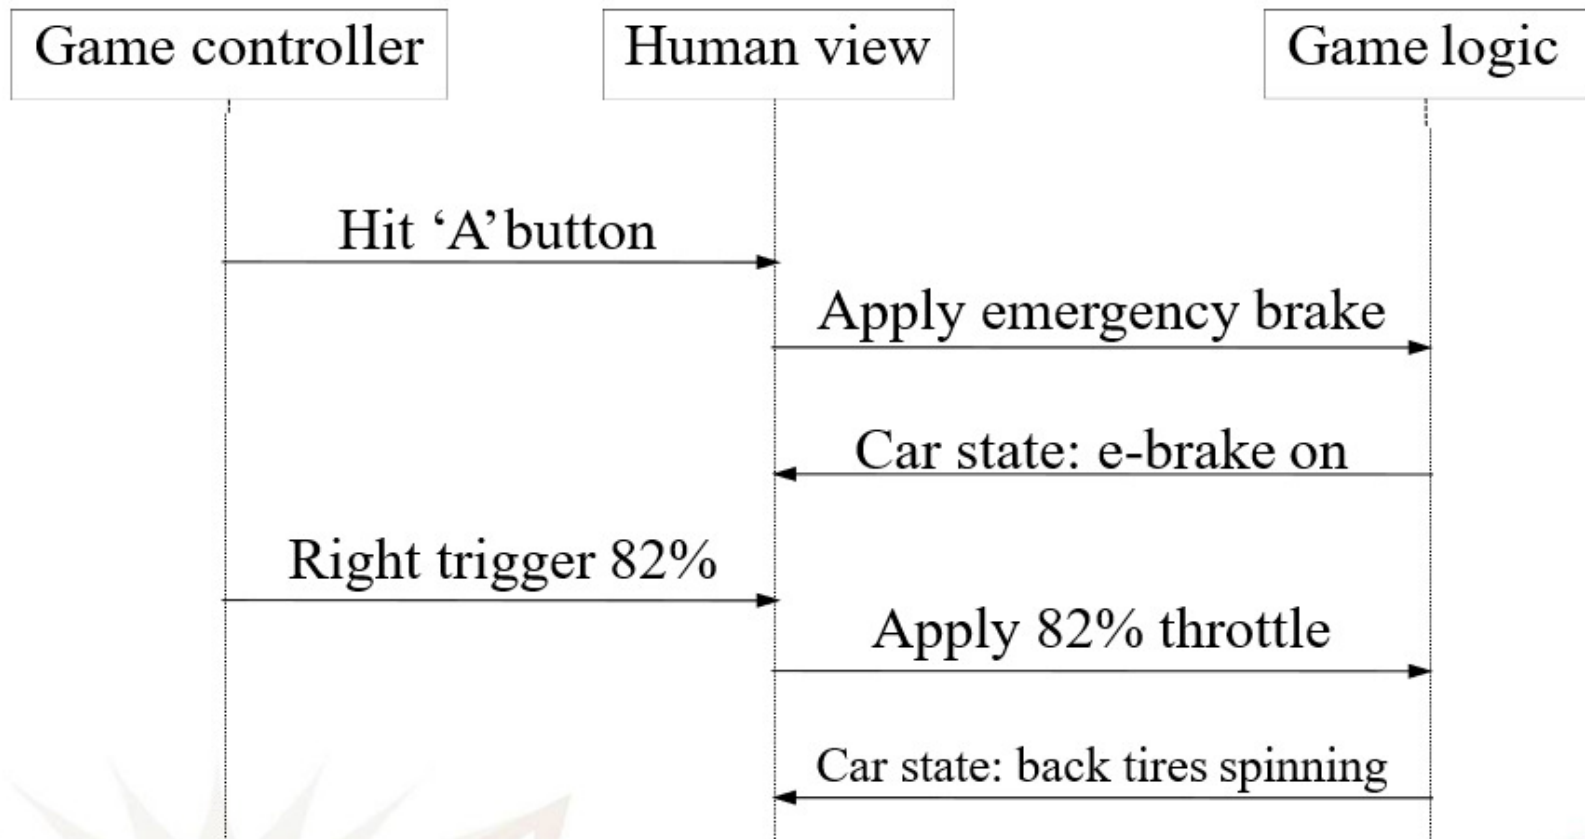 Game controller
Human view
Game logic
Hit ‘A’ button
Apply emergency brake
Car state: e-brake on
Right trigger 82%
Apply 82% throttle
Car state: back tires spinning